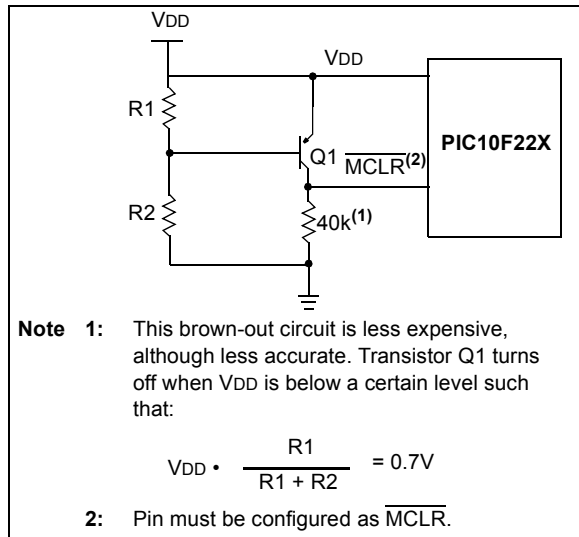 VDD
VDD
R1
Q1
MCLR(2)
PIC10F22X
R2
40k(1)
Note 1: This brown-out circuit is less expensive,
although less accurate. Transistor Q1 turns
off when VDD is below a certain level such
that:
VDD • R1 / R1 + R2 = 0.7V
2: Pin must be configured as MCLR.